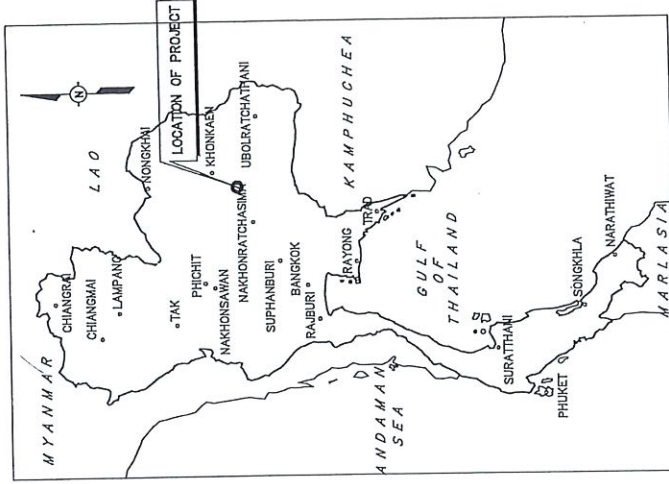 MYANMAR
LAO
N
CHIANGRAI
CHIANGMAI
LAMPANG
NONGKHAI
LOCATION OF PROJECT
TAK
PHICHIT
KHONKAEN
NAKHONSAWAN
NAKHONRATCHASIMA
UBOLRATCHATHANI
SUPHANBURI
BANGKOK
RAJBURI
RAYONG
TRAD
KAMPHUCHEA
GULF
OF
THAILAND
ANDAMAN
SEA
SURATTHANI
PHUKET
SONGKHLA
NARATHIWAT
MARLASIA